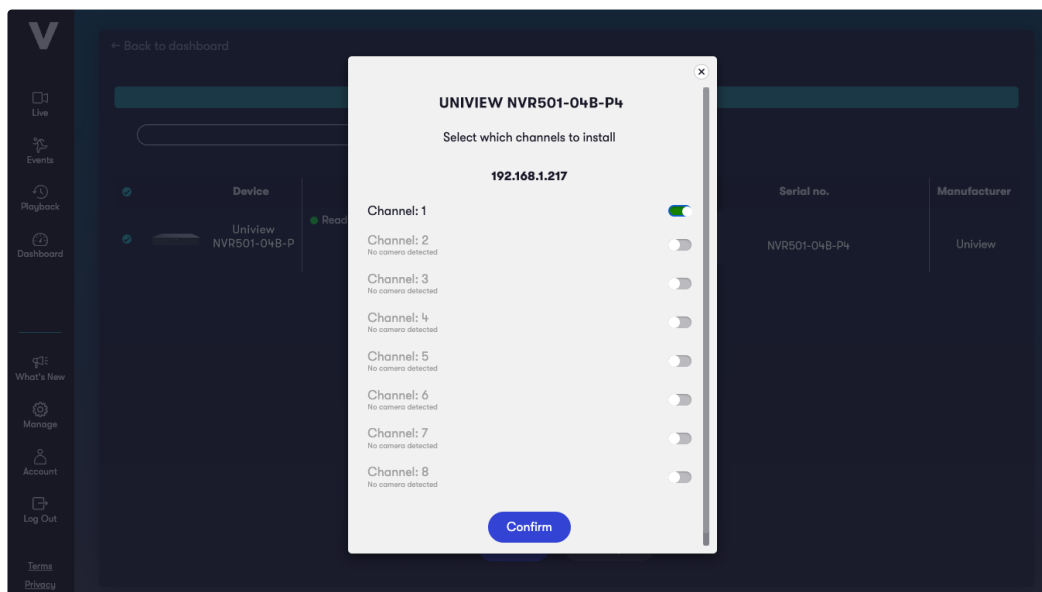 V
← Back to dashboard
Live
Events
Playback
Dashboard
What's New
Manage
Account
Log Out
Terms
Privacy
Device
Serial no.
Manufacturer
Uniview
NVR501-04B-P
Read
NVR501-04B-P4
Uniview
UNIVIEW NVR501-04B-P4
Select which channels to install
192.168.1.217
Channel: 1
Channel: 2
No camera detected
Channel: 3
No camera detected
Channel: 4
No camera detected
Channel: 5
No camera detected
Channel: 6
No camera detected
Channel: 7
No camera detected
Channel: 8
No camera detected
Confirm